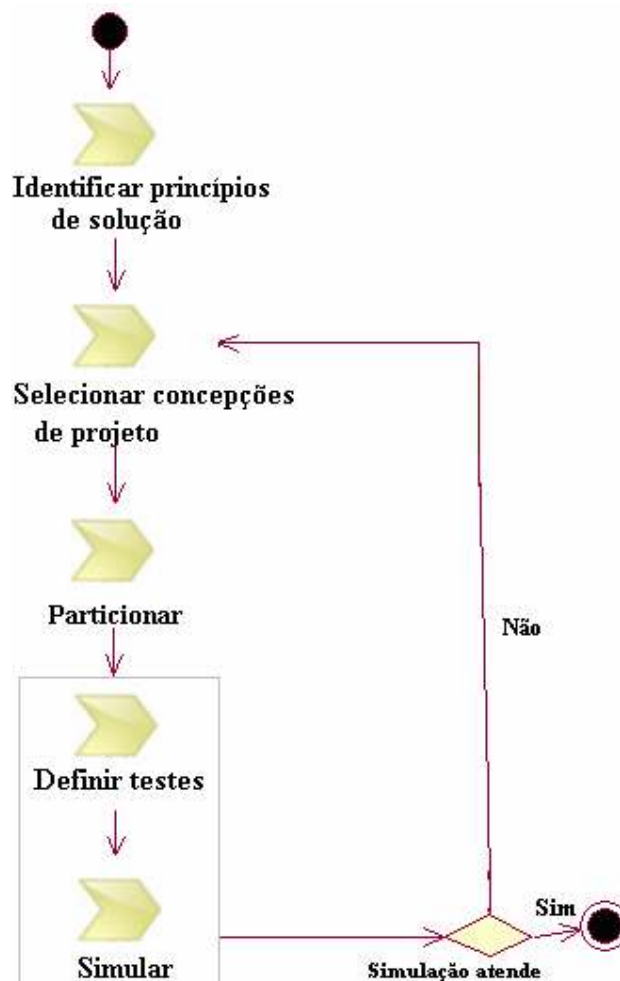 Identificar princípios
de solução
Selecionar concepções
de projeto
Particionar
Não
Definir testes
Sim
Simular
Simulação atende